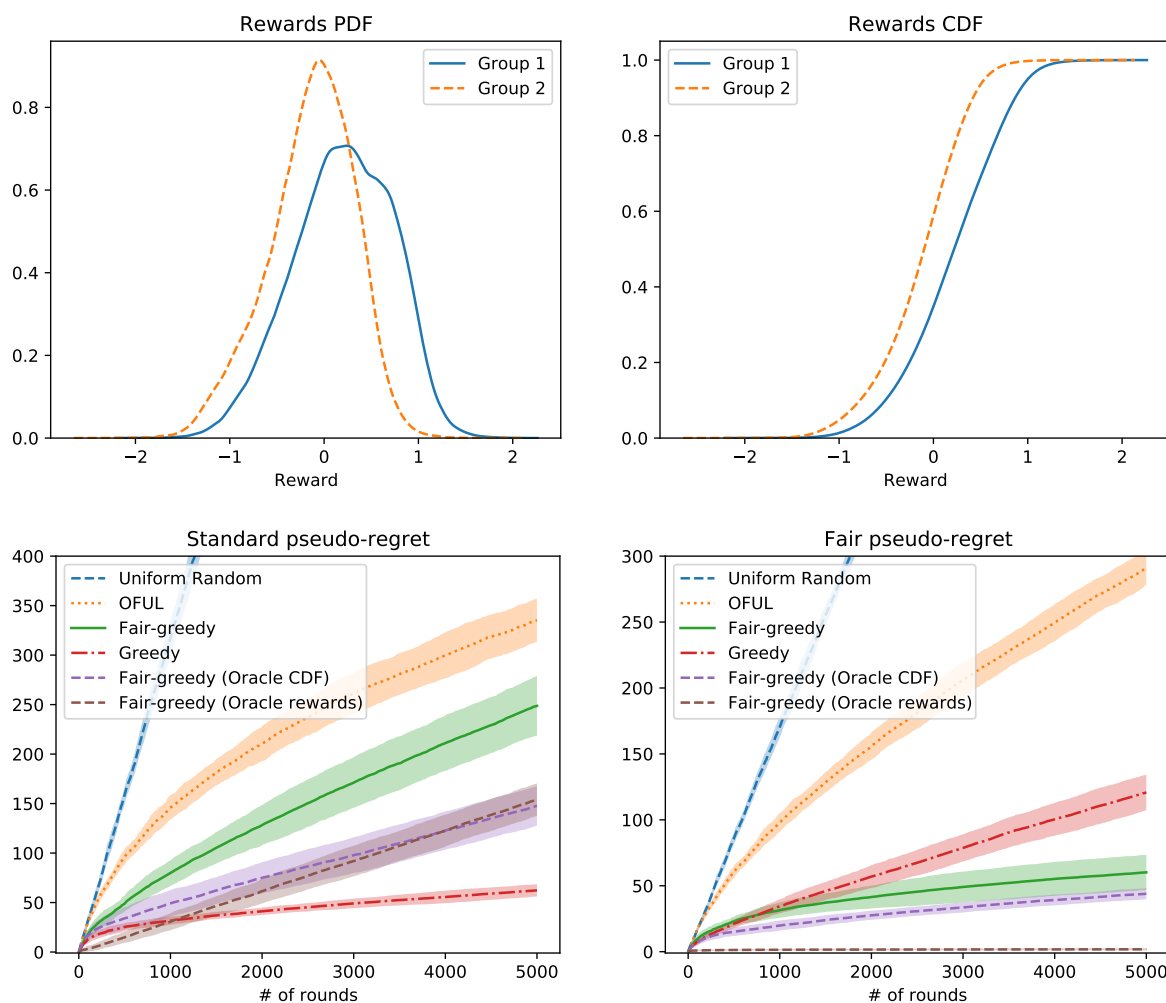 Rewards PDF
Group 1
Group 2
0.8
0.6
0.4
0.2
0.0
−2 −1 0 1 2
Reward
Rewards CDF
Group 1
Group 2
1.0
0.8
0.6
0.4
0.2
0.0
−2 −1 0 1 2
Reward
Standard pseudo-regret
Uniform Random
OFUL
Fair-greedy
Greedy
Fair-greedy (Oracle CDF)
Fair-greedy (Oracle rewards)
400
350
300
250
200
150
100
50
0
0 1000 2000 3000 4000 5000
# of rounds
Fair pseudo-regret
Uniform Random
OFUL
Fair-greedy
Greedy
Fair-greedy (Oracle CDF)
Fair-greedy (Oracle rewards)
300
250
200
150
100
50
0
0 1000 2000 3000 4000 5000
# of rounds